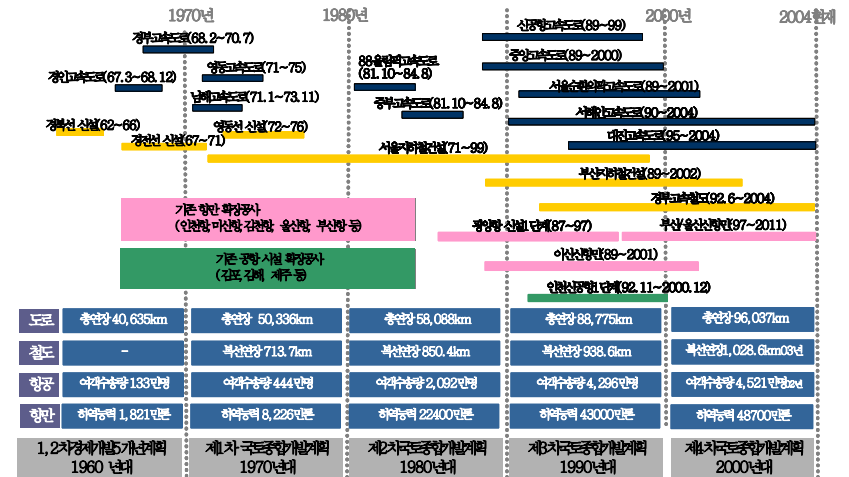 1970년
1980년
2000년
2004현재
경부고속도로(68.2~70.7)
신공항고속도로(89~99)
중앙고속도로(89~2000)
영동고속도로(71~75)
88올림픽고속도로
(81.10~84.8)
경인고속도로(67.3~68.12)
서울순환외곽고속도로(89~2001)
남해고속도로(71.1~73.11)
중부고속도로(81.10~84.8)
서해안고속도로(90~2004)
경북선 신설(62~66)
영동선 신설(72~76)
대진고속도로(95~2004)
경전선 신설(67~71)
서울지하철건설(71~99)
부산지하철건설(89~2002)
경부고속철도(92.6~2004)
기존 항만 확장공사
(인천항, 마산항, 김천항, 울산항, 부산항 등)
광양항 신설1단계(87~97)
부산/울산신항만(97~2011)
기존 공항 시설 확장공사
(김포, 김해, 제주 등)
아산신항만(89~2001)
인천신공항1단계(92.11~2000.12)
도로 총연장 40,635km 총연장 50,336km 총연장 58,088km 총연장 88,775km 총연장 96,037km
철도 - 복선연장 713.7km 복선연장 850.4km 복선연장 938.6km 복선연장1,028.6km03년
항공 여객수송량 133만명 여객수송량 444만명 여객수송량 2,092만명 여객수송량 4,296만명 여객수송량 4,521만명02년
항만 하역능력 1,821만톤 하역능력 8,226만톤 하역능력 22400만톤 하역능력 43000만톤 하역능력 48700만톤
1, 2차경제개발5개년계획 제1차 국토종합개발계획 제2차국토종합개발계획 제3차국토종합개발계획 제4차국토종합개발계획
1960 년대 1970년대 1980년대 1990년대 2000년대